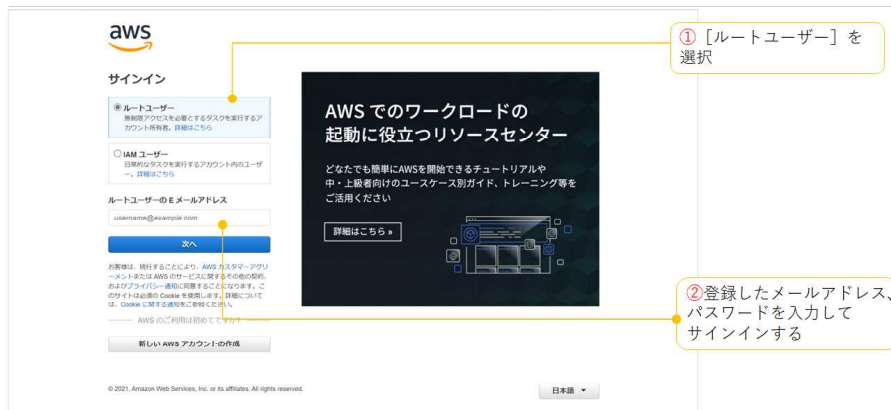 aws
サインイン
ルートユーザー
無制限アクセスを必要とするタスクを実行するア
カウント所有者。詳細はこちら
IAM ユーザー
日常的なタスクを実行するアカウント内のユーザ
ー。詳細はこちら
ルートユーザーの E メールアドレス
username@example.com
次へ
お客様は、続行することにより、AWS カスタマーアグリ
ーメントまたは AWS のサービスに関するその他の契約、
およびプライバシー通知に同意することになります。こ
のサイトは必須の Cookie を使用します。詳細について
は、Cookie に関する通知をご参照ください。
AWS のご利用は初めてですか?
新しい AWS アカウントの作成
AWS でのワークロードの
起動に役立つリソースセンター
どなたでも簡単にAWSを開始できるチュートリアルや
中・上級者向けのユースケース別ガイド、トレーニング等を
ご活用ください
詳細はこちら »
①［ルートユーザー］を
選択
②登録したメールアドレス、
パスワードを入力して
サインインする
© 2021, Amazon Web Services, Inc. or its affiliates. All rights reserved.
日本語